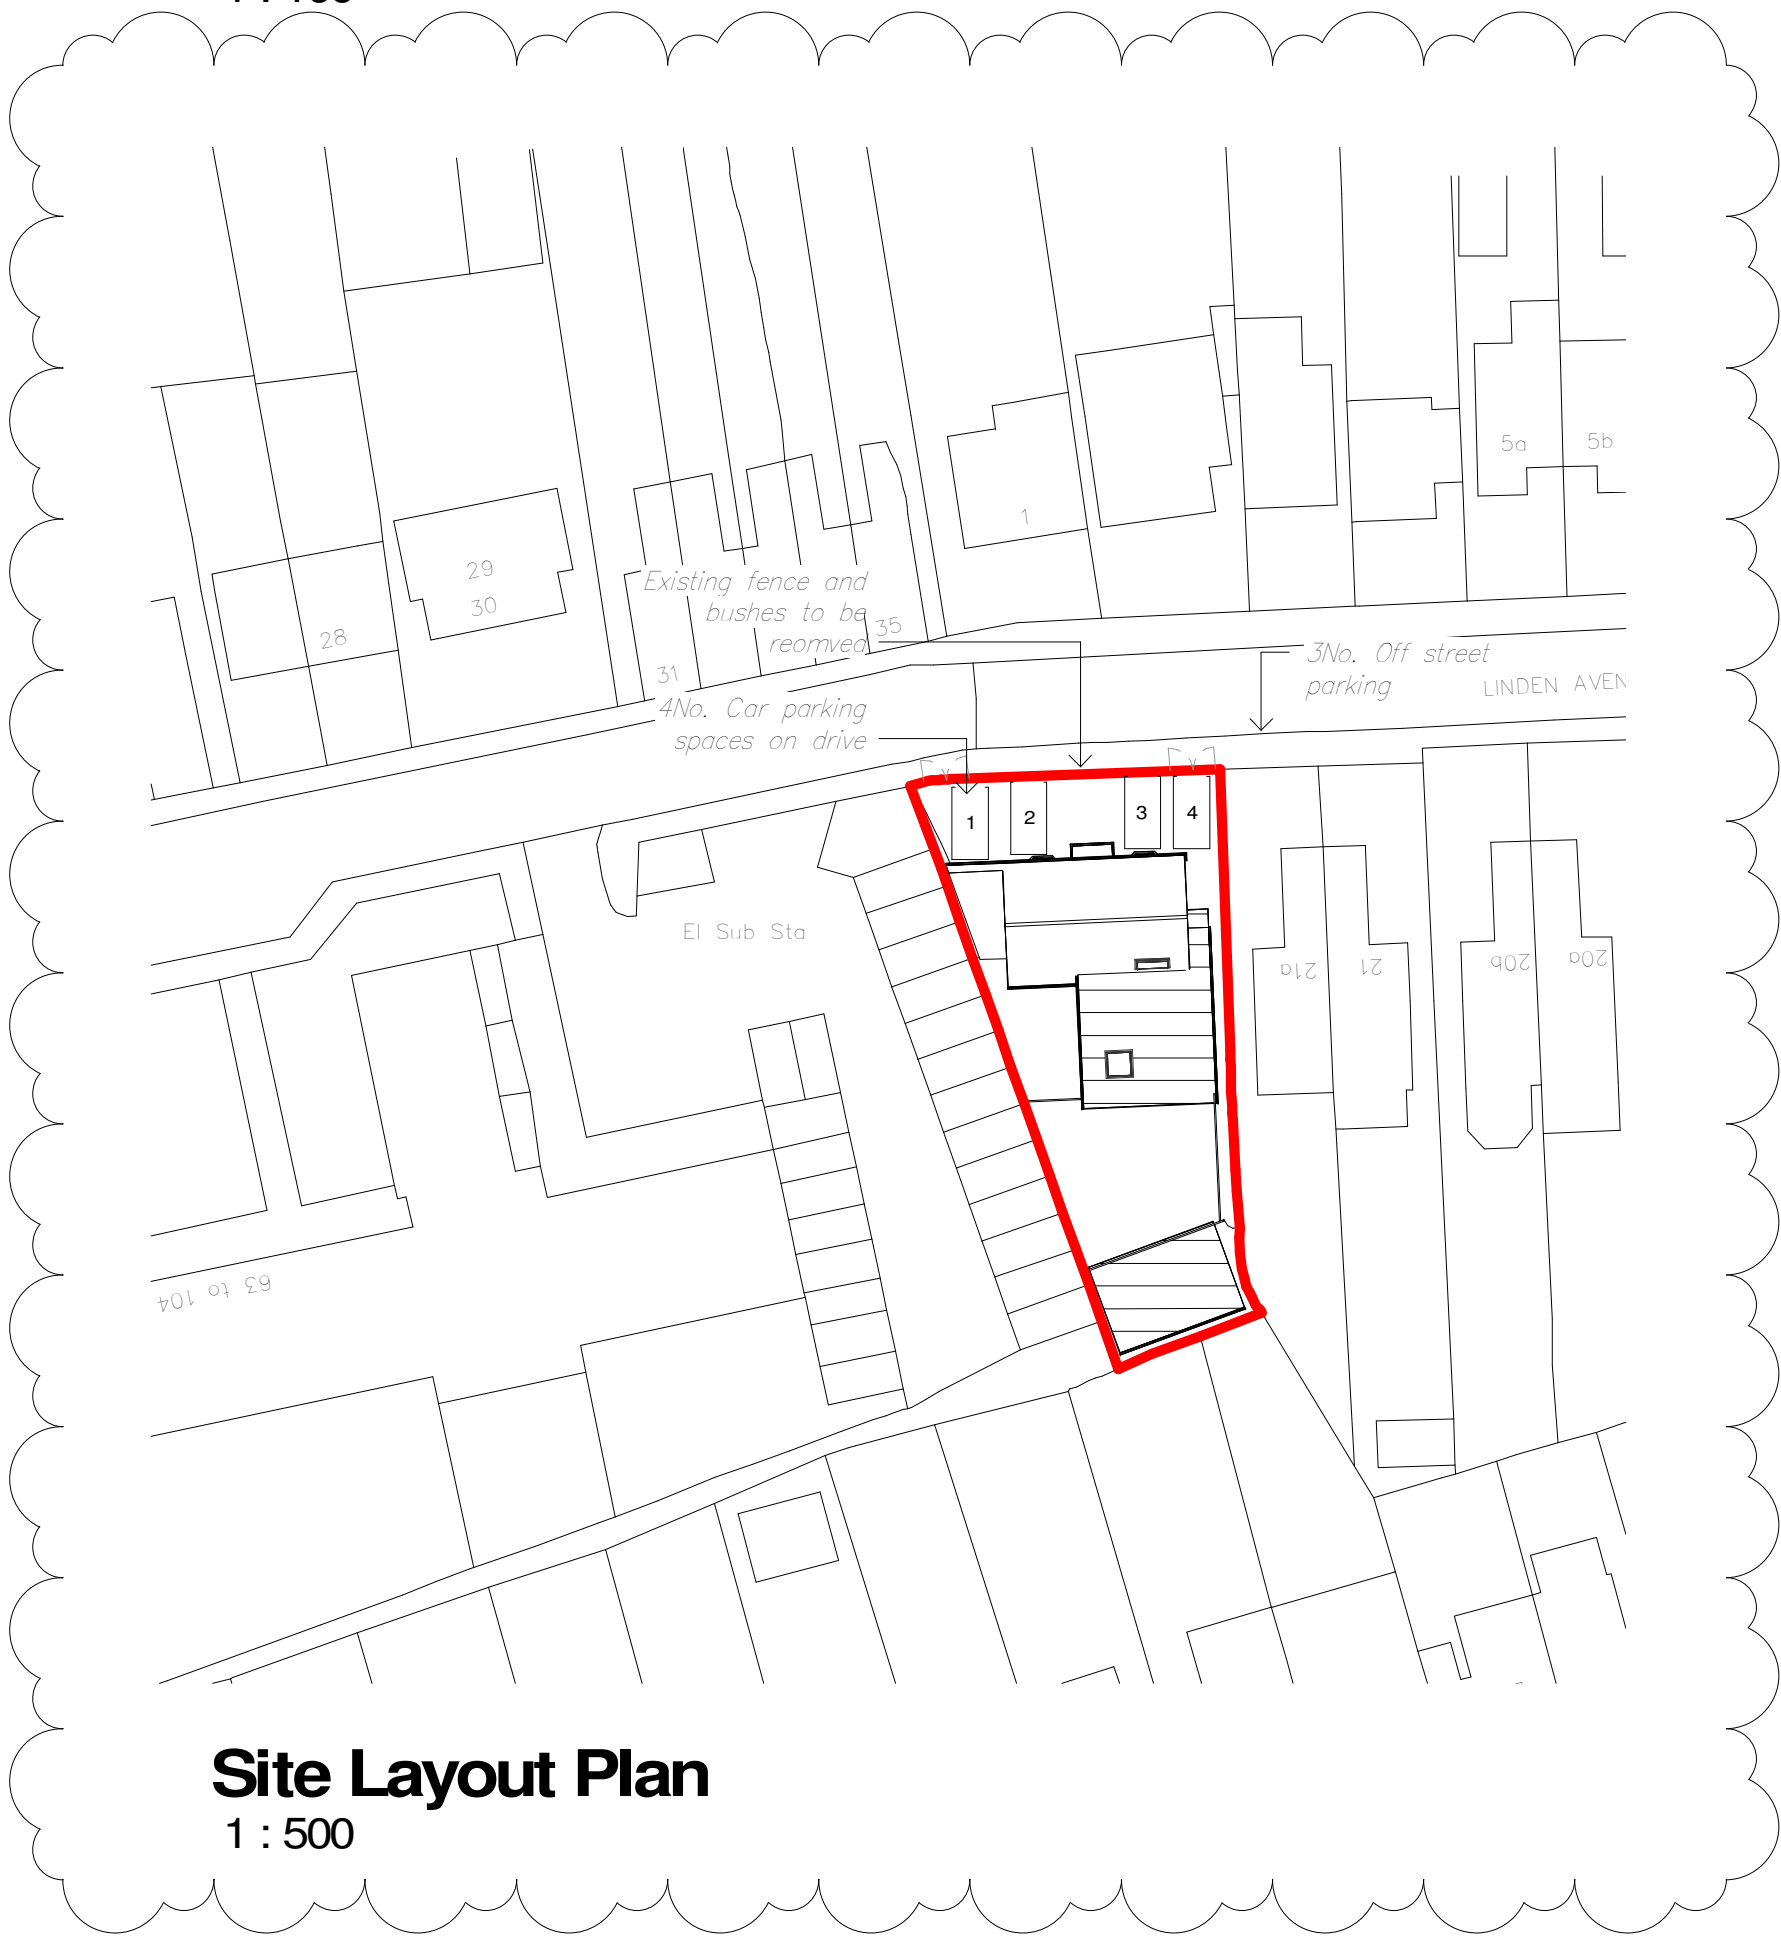 5a
5b
1
29
30
28
Existing fence and
bushes to be
reomved
35
31
3No. Off street
parking
LINDEN AVEN
4No. Car parking
spaces on drive
1
2
3
4
El Sub Sta
21a
21
20b
20a
63 to 104
Site Layout Plan
1 : 500